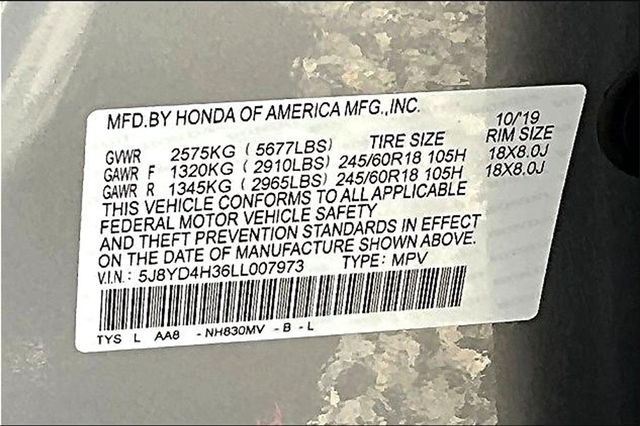 MFD.BY HONDA OF AMERICA MFG.,INC.
10/'19
TIRE SIZE RIM SIZE
GVWR 2575KG ( 5677LBS)
GAWR F 1320KG ( 2910LBS) 245/60R18 105H 18X8.0J
GAWR R 1345KG ( 2965LBS) 245/60R18 105H 18X8.0J
THIS VEHICLE CONFORMS TO ALL APPLICABLE
FEDERAL MOTOR VEHICLE SAFETY
AND THEFT PREVENTION STANDARDS IN EFFECT
ON THE DATE OF MANUFACTURE SHOWN ABOVE.
V.I.N.: 5J8YD4H36LL007973 TYPE: MPV
TYS L AA8 - NH830MV - B - L